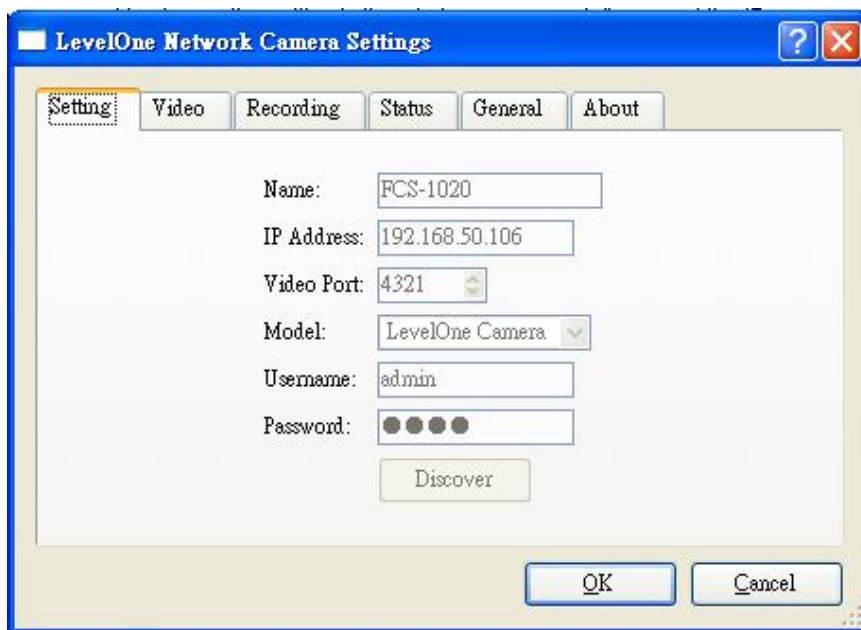 LevelOne Network Camera Settings
Setting Video Recording Status General About
Name: FCS-1020
IP Address: 192.168.50.106
Video Port: 4321
Model: LevelOne Camera
Username: admin
Password: ●●●●
Discover
OK Cancel